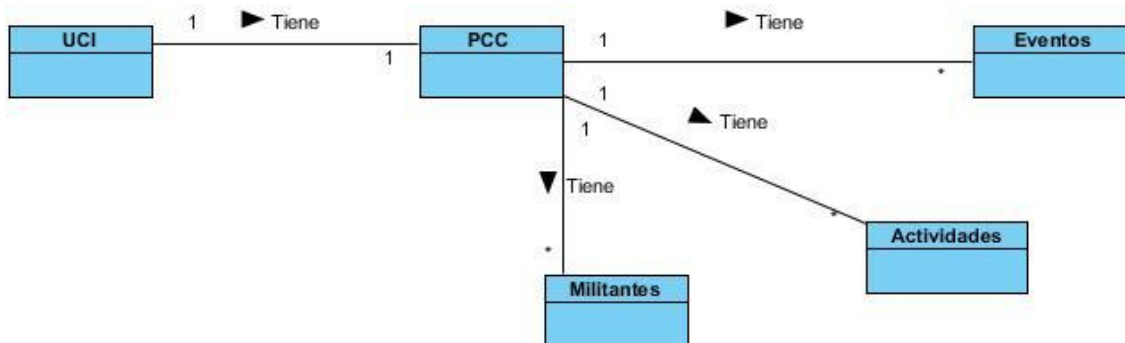 1 Tiene
UCI
1
PCC
1 Tiene
*
Eventos
1 Tiene
*
Actividades
1
Tiene
*
Militantes